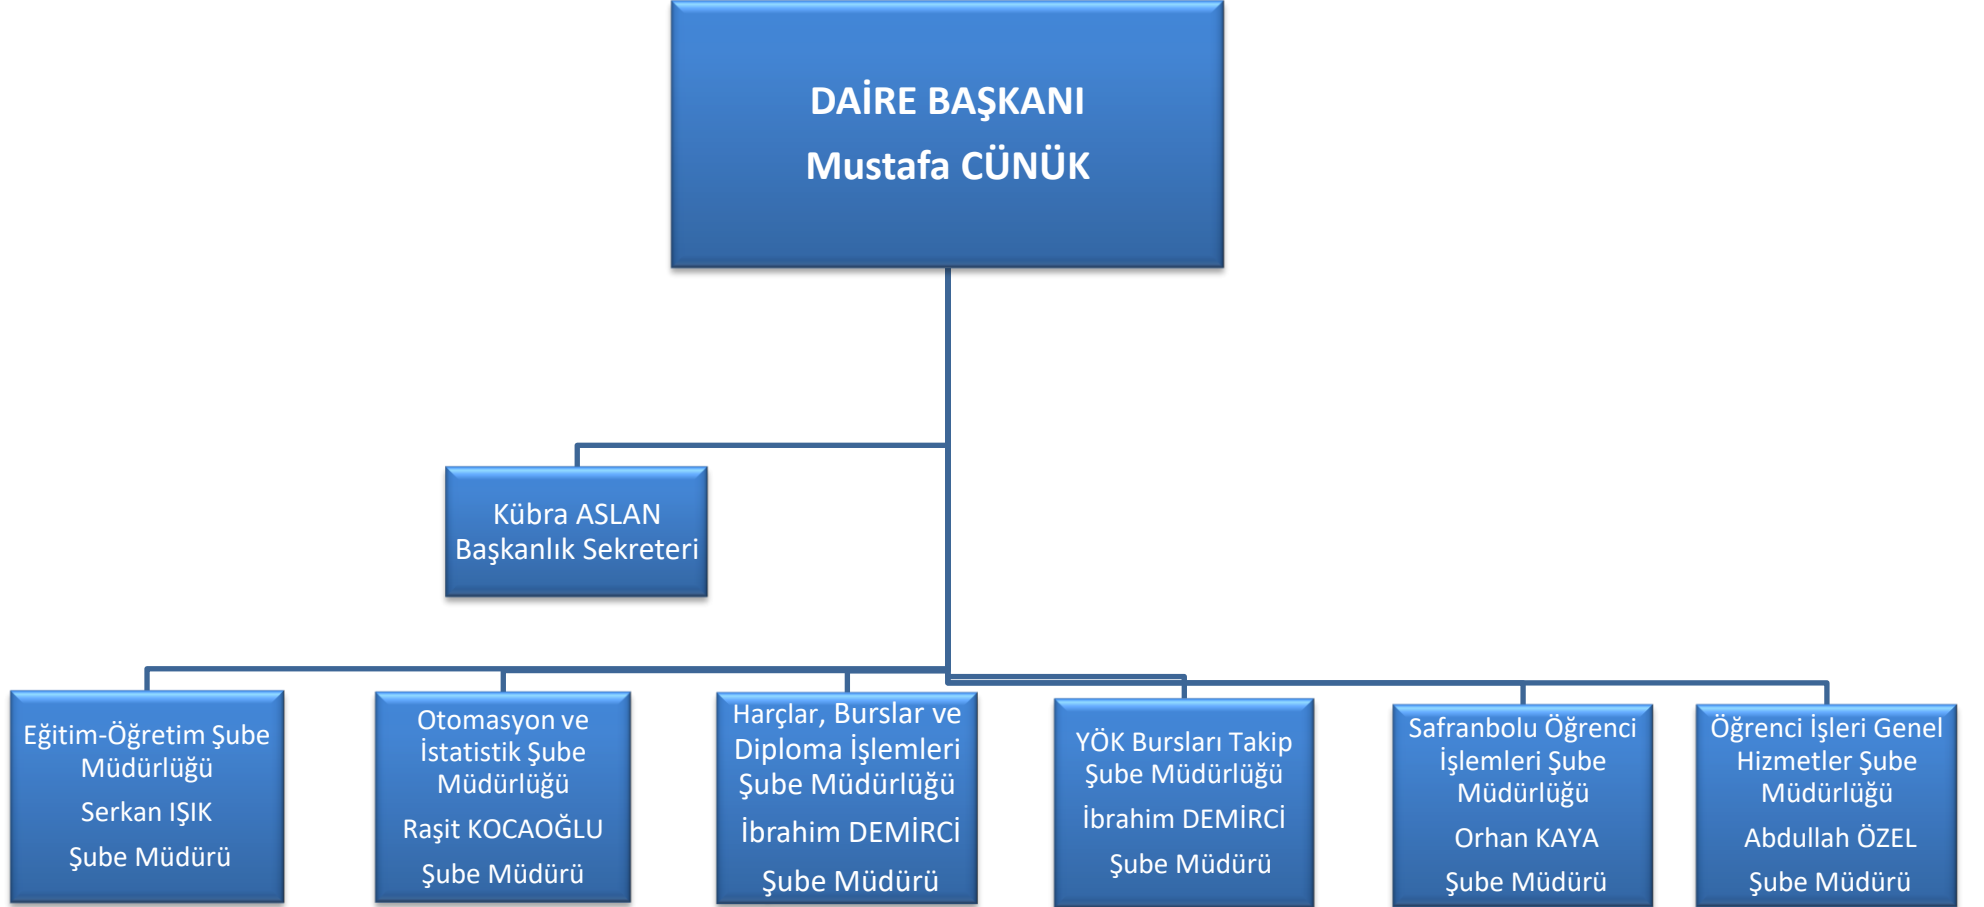 DAİRE BAŞKANI
Mustafa CÜNÜK
Kübra ASLAN
Başkanlık Sekreteri
Eğitim-Öğretim Şube
Müdürlüğü
Serkan IŞIK
Şube Müdürü
Otomasyon ve
İstatistik Şube
Müdürlüğü
Raşit KOCAOĞLU
Şube Müdürü
Harçlar, Burslar ve
Diploma İşlemleri
Şube Müdürlüğü
İbrahim DEMİRCİ
Şube Müdürü
YÖK Bursları Takip
Şube Müdürlüğü
İbrahim DEMİRCİ
Şube Müdürü
Safranbolu Öğrenci
İşlemleri Şube
Müdürlüğü
Orhan KAYA
Şube Müdürü
Öğrenci İşleri Genel
Hizmetler Şube
Müdürlüğü
Abdullah ÖZEL
Şube Müdürü